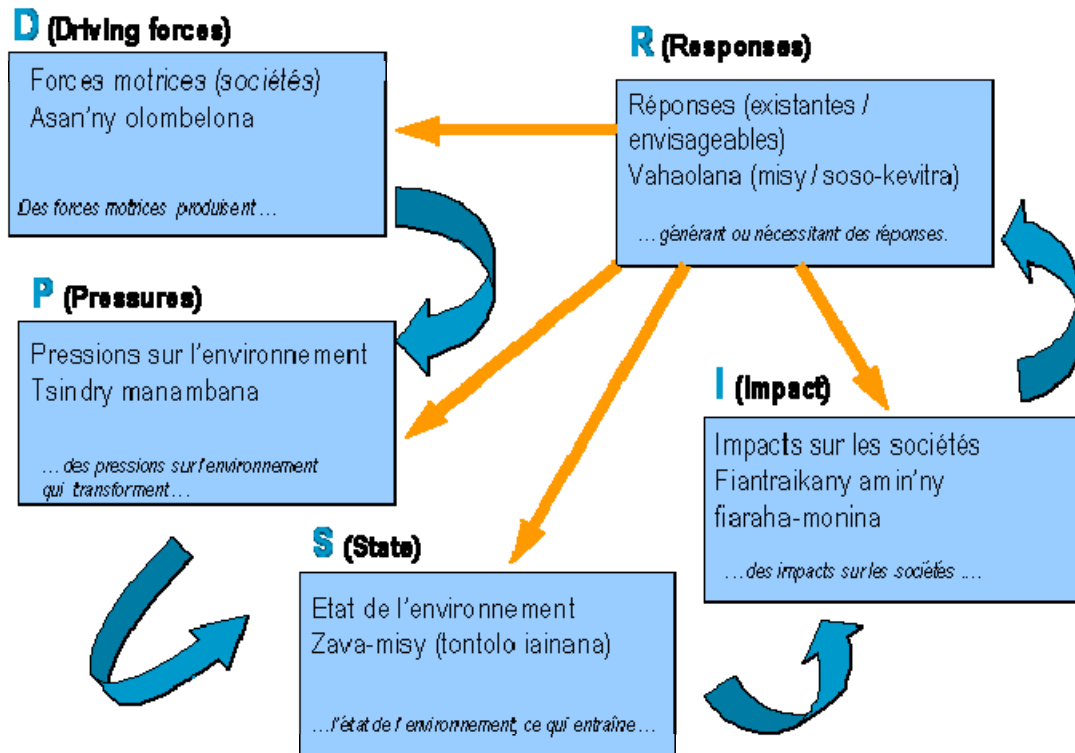 D (Driving forces)
Forces motrices (sociétés)
Asan'ny olombelona
Des forces motrices produisent ...
R (Responses)
Réponses (existantes /
envisageables)
Vahaolana (misy / soso-kevitra)
... générant ou nécessitant des réponses.
P (Pressures)
Pressions sur l'environnement
Tsindry manambana
... des pressions sur l'environnement
qui transforment ...
I (Impact)
Impacts sur les sociétés
Fiantraikany amin'ny
fiaraha-monina
...des impacts sur les sociétés ....
S (State)
Etat de l'environnement
Zava-misy (tontolo iainana)
...l'état de l'environnement, ce qui entraîne ...